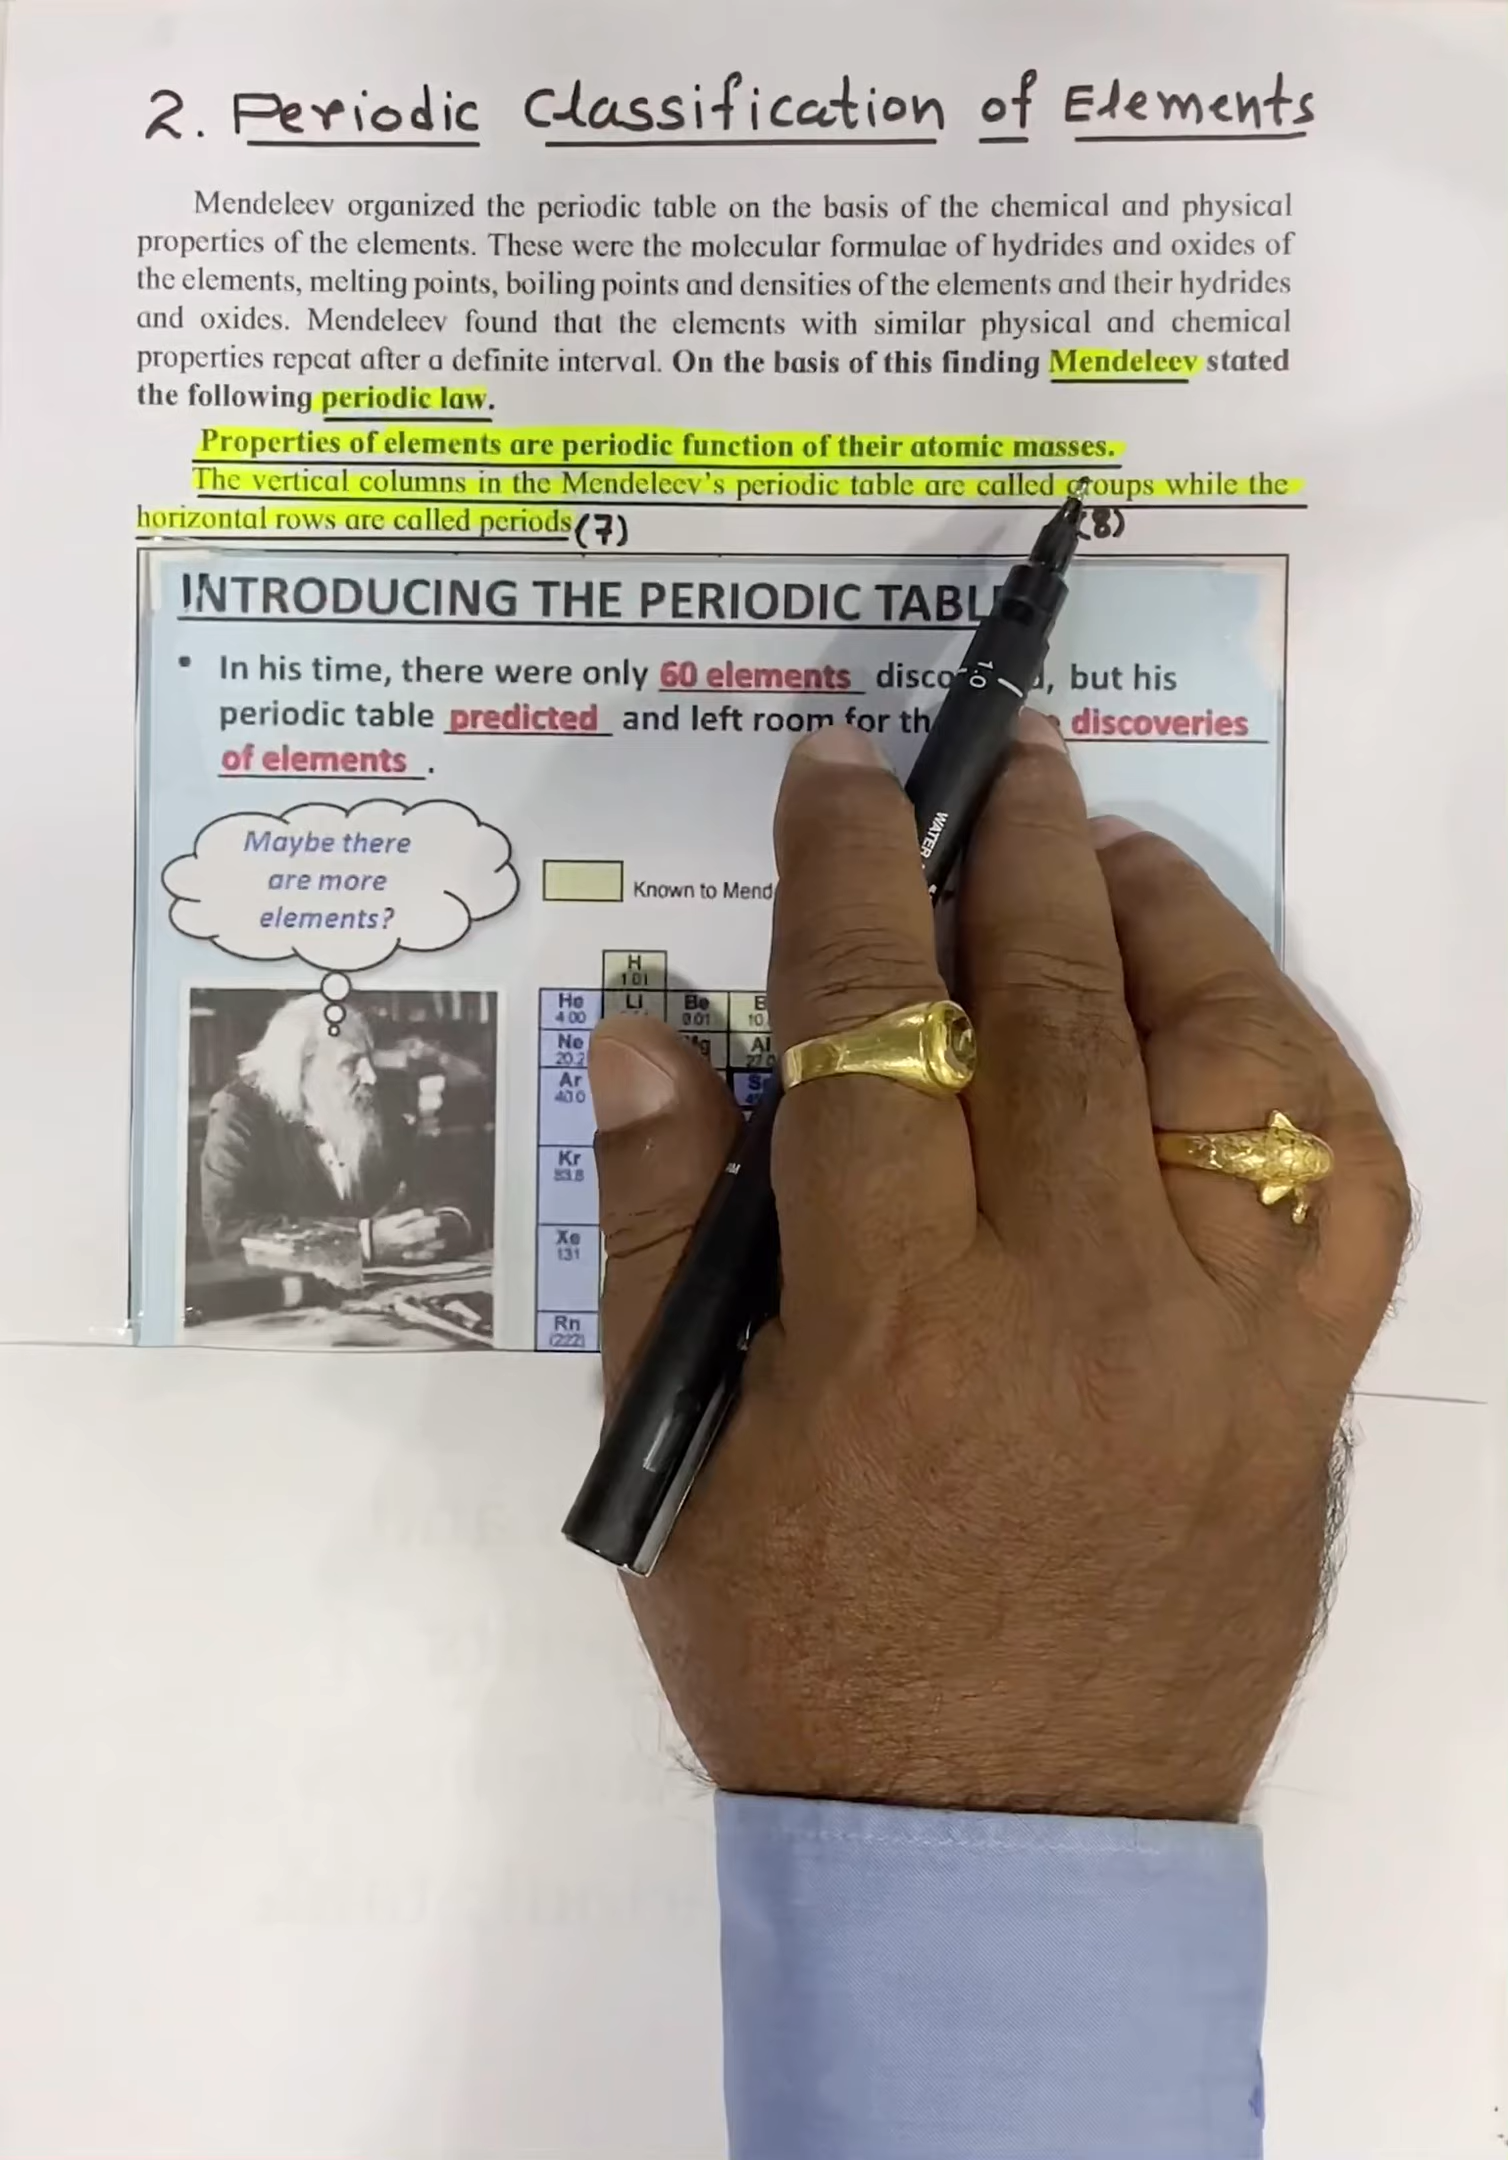 2. Periodic Classification of Elements
Mendeleev organized the periodic table on the basis of the chemical and physical
properties of the elements. These were the molecular formulae of hydrides and oxides of
the elements, melting points, boiling points and densities of the elements and their hydrides
and oxides. Mendeleev found that the elements with similar physical and chemical
properties repeat after a definite interval. On the basis of this finding Mendeleev stated
the following periodic law.
Properties of elements are periodic function of their atomic masses.
The vertical columns in the Mendeleev's periodic table are called groups while the
horizontal rows are called periods (7) (8)
INTRODUCING THE PERIODIC TABL
• In his time, there were only 60 elements disco , but his
periodic table predicted and left room for th discoveries
of elements .
Maybe there
are more
elements?
Known to Mend
H
1.01
He Li Be B
4.00 9.01 10
Ne Mg Al
20.2 27.0
Ar
40.0
Kr
83.8
Xe
131
Rn
(222)
1.0
WATER